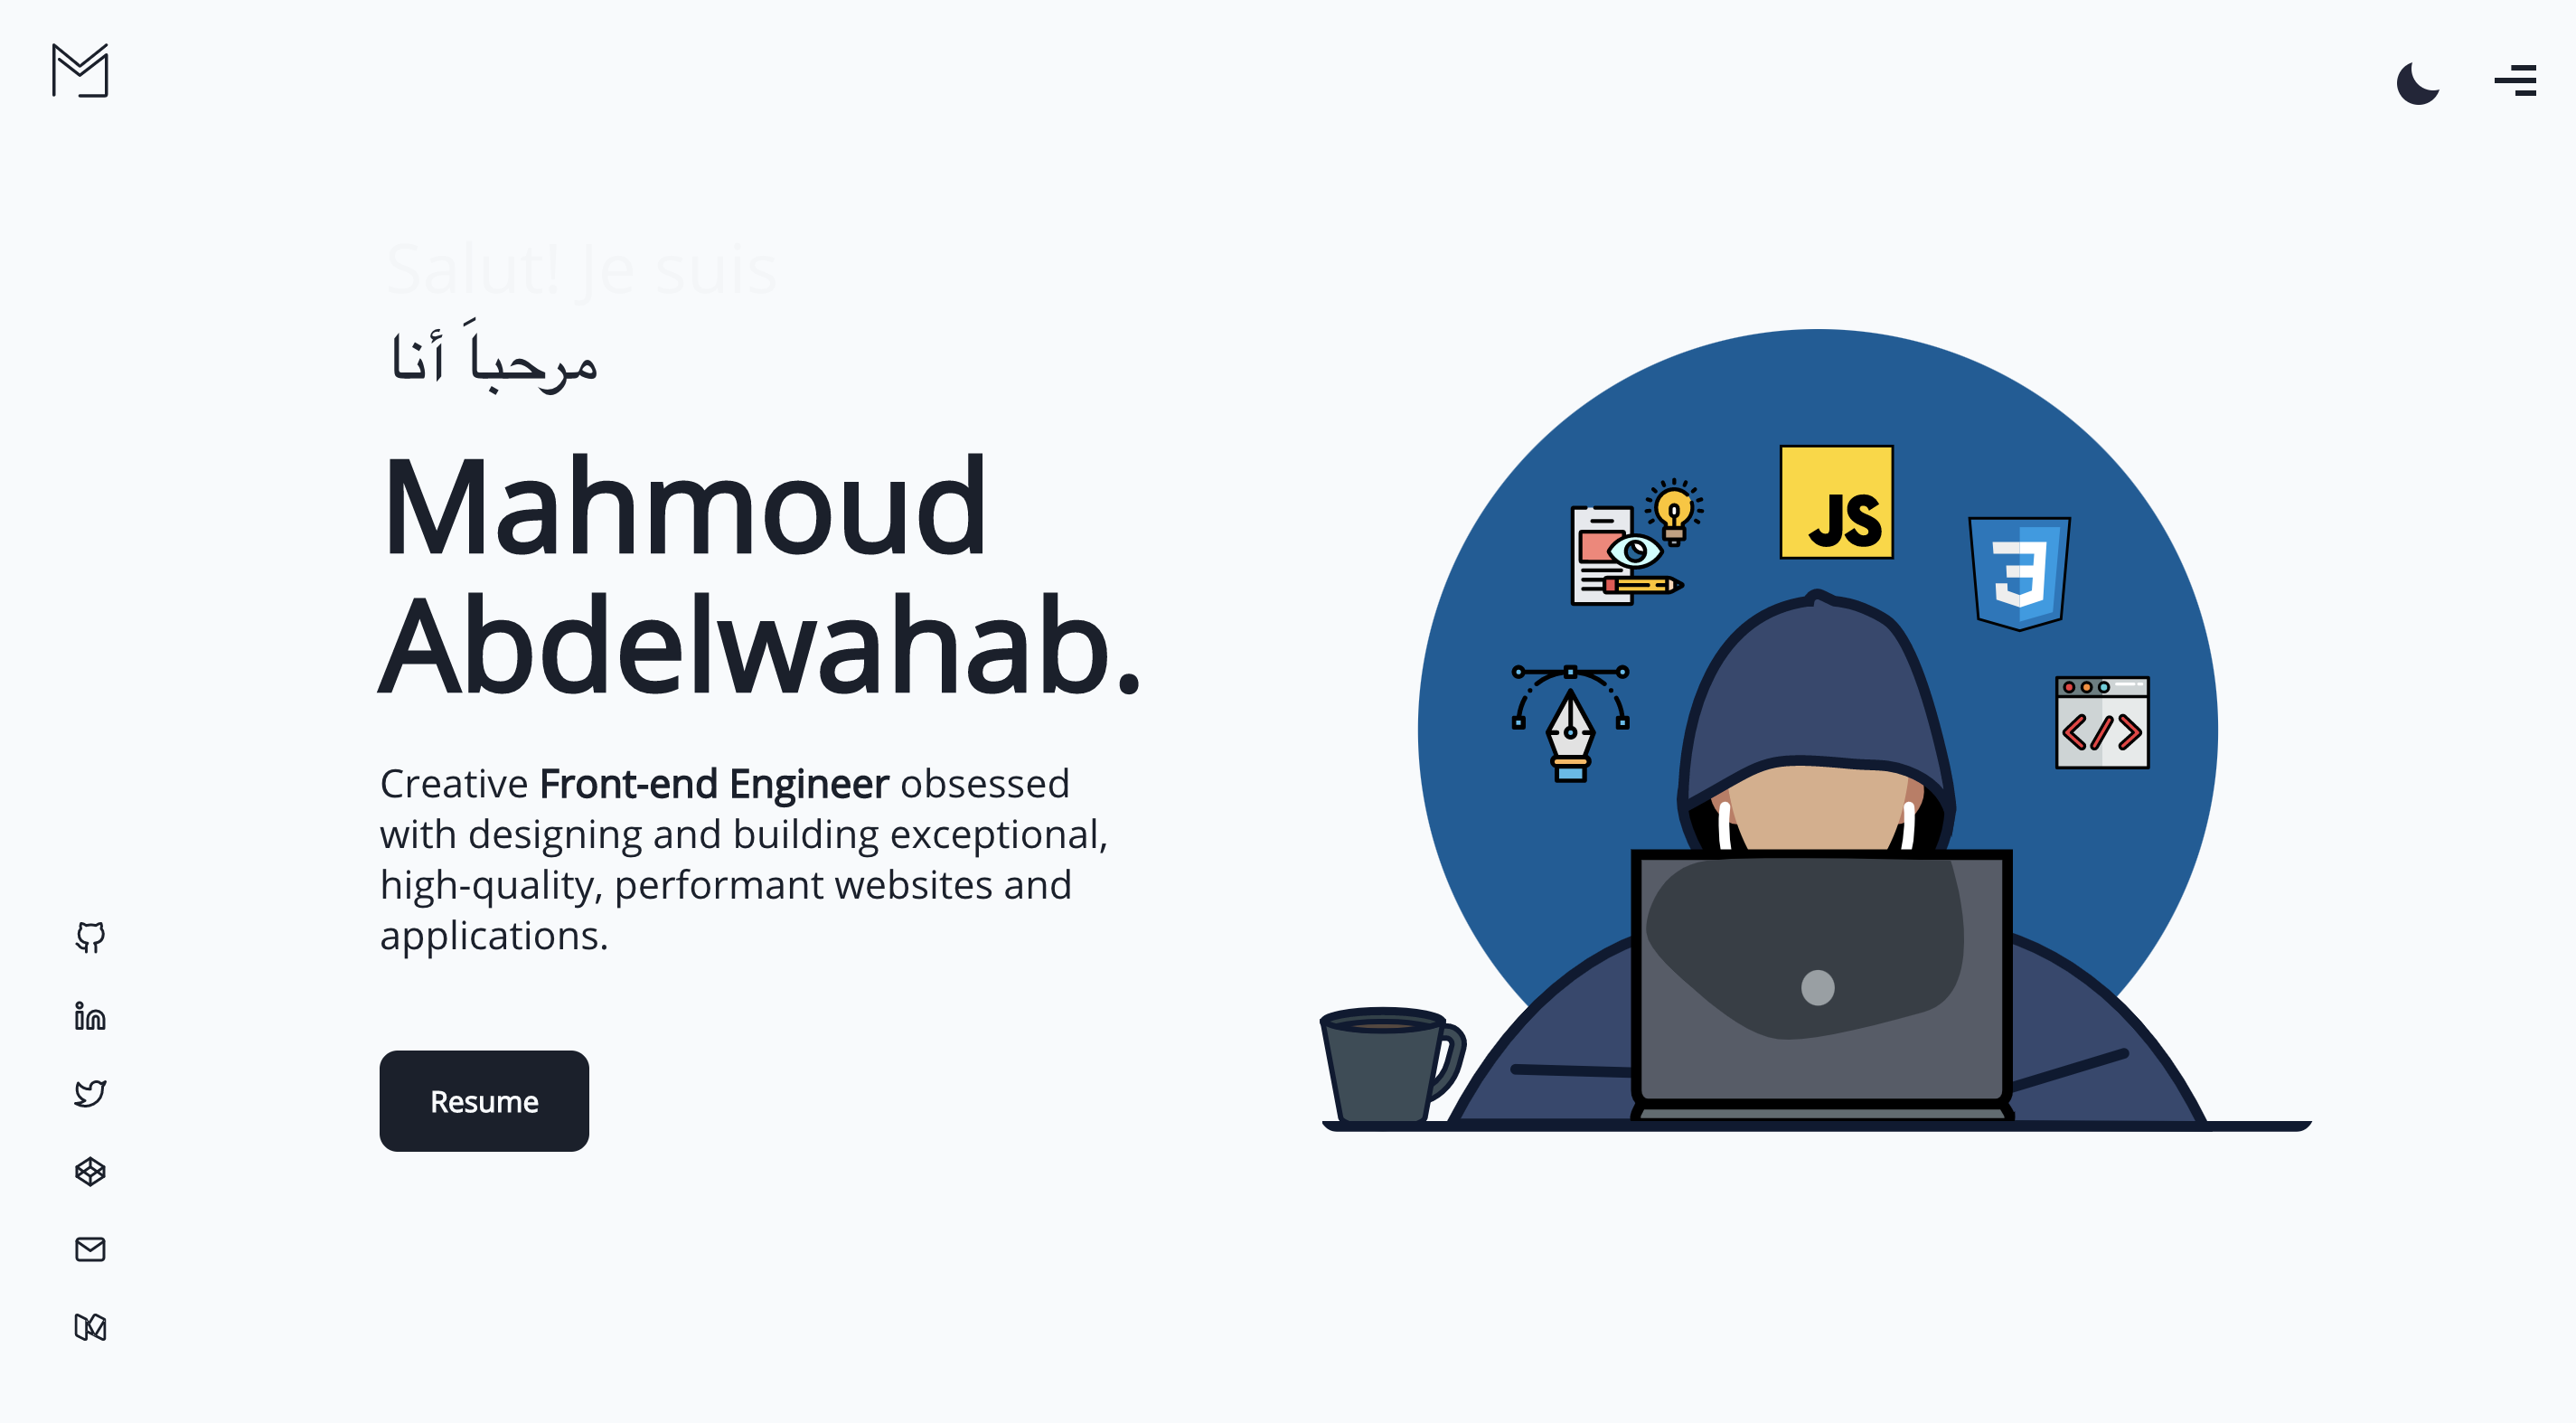 Salut! Je suis
مرحباَ أنا
Mahmoud
Abdelwahab.
Creative Front-end Engineer obsessed
with designing and building exceptional,
high-quality, performant websites and
applications.
Resume
JS